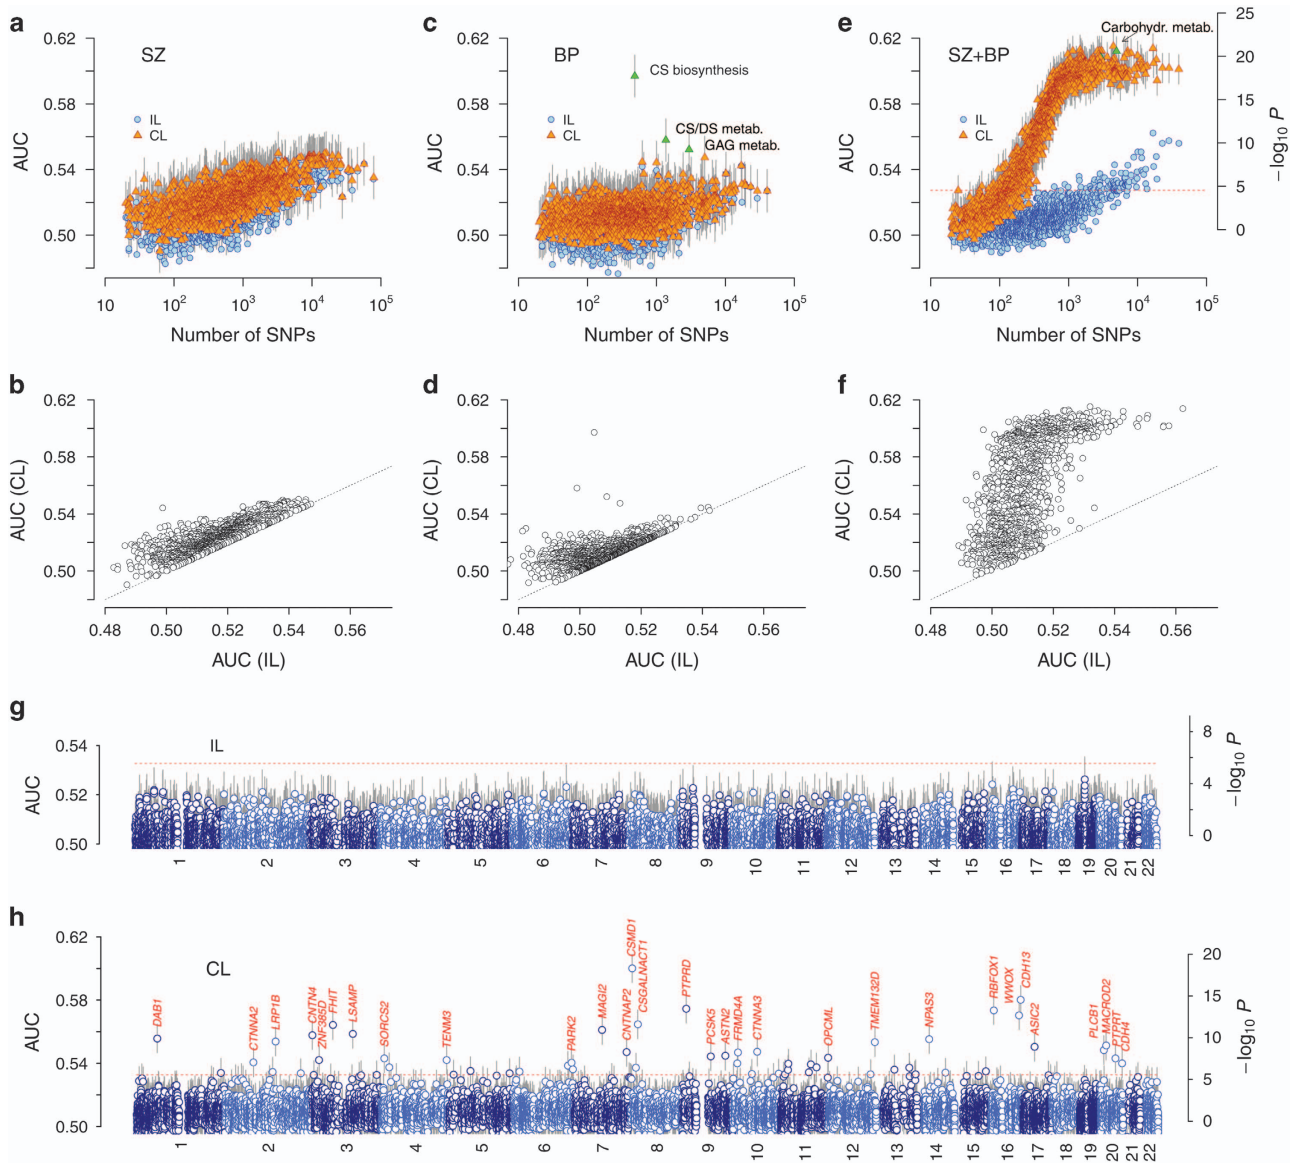 a
SZ
IL
CL
AUC
0.62
0.58
0.54
0.50
10 10² 10³ 10⁴ 10⁵
Number of SNPs
c
BP
CS biosynthesis
CS/DS metab.
GAG metab.
IL
CL
AUC
0.62
0.58
0.54
0.50
10 10² 10³ 10⁴ 10⁵
Number of SNPs
e
SZ+BP
Carbohydr. metab.
IL
CL
AUC
0.62
0.58
0.54
0.50
25
20
15
10
5
0
−log₁₀ P
10 10² 10³ 10⁴ 10⁵
Number of SNPs
b
AUC (CL)
0.62
0.58
0.54
0.50
0.48 0.50 0.52 0.54 0.56
AUC (IL)
d
AUC (CL)
0.62
0.58
0.54
0.50
0.48 0.50 0.52 0.54 0.56
AUC (IL)
f
AUC (CL)
0.62
0.58
0.54
0.50
0.48 0.50 0.52 0.54 0.56
AUC (IL)
g
IL
AUC
0.54
0.52
0.50
8
4
0
−log₁₀ P
1 2 3 4 5 6 7 8 9 10 11 12 13 14 15 16 17 18 19 20 21 22
h
CL
AUC
0.62
0.58
0.54
0.50
DAB1
CTNNA2
LRP1B
CNTN4
ZNF385D
FHIT
LSAMP
SORCS2
TENM3
PARK2
MAGI2
CNTNAP2
CSMD1
CSGALNACT1
PTPRD
PCSK5
ASTN2
FRMD4A
CTNNA3
OPCML
TMEM132D
NPAS3
RBFOX1
WWOX
CDH13
ASIC2
PLCB1
MACROD2
PTPRT
CDH4
20
15
10
5
0
−log₁₀ P
1 2 3 4 5 6 7 8 9 10 11 12 13 14 15 16 17 18 19 20 21 22